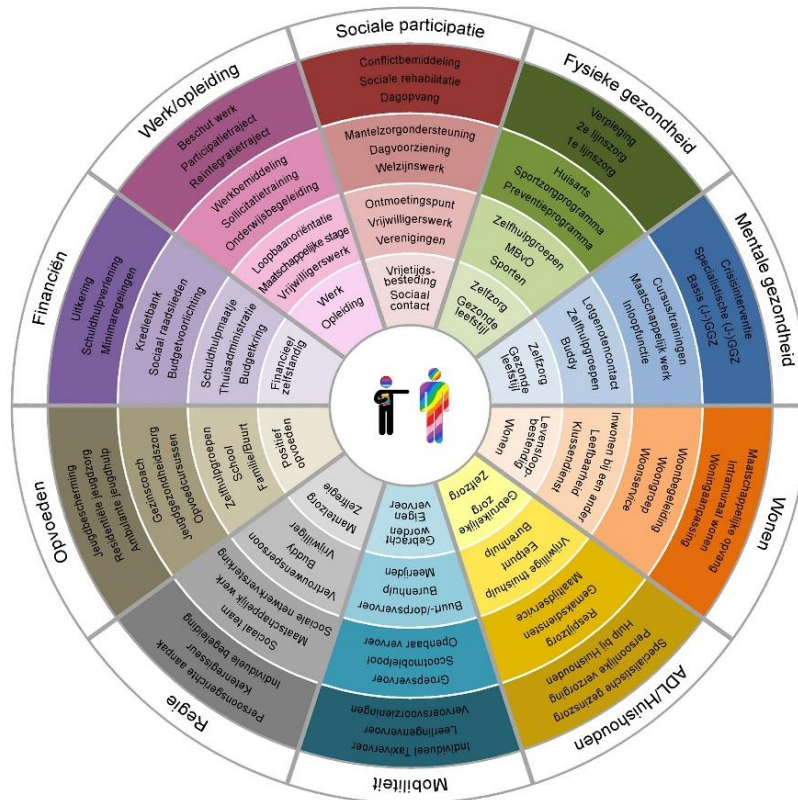 Sociale participatie
Conflictbemiddeling
Sociale rehabilitatie
Dagopvang
Mantelzorgondersteuning
Dagvoorziening
Welzijnswerk
Ontmoetingspunt
Vrijwilligerswerk
Verenigingen
Vrijetijds-
besteding
Sociaal
contact
Fysieke gezondheid
Verpleging
2e lijnszorg
1e lijnszorg
Huisarts
Sportzorgprogramma
Preventieprogramma
Zelfhulpgroepen
MBvO
Sporten
Zelfzorg
Gezonde
leefstijl
Mentale gezondheid
Crisisinterventie
Specialistische (J-)GGZ
Basis (J-)GGZ
Cursus/trainingen
Maatschappelijk werk
Inloopfunctie
Lotgenotencontact
Zelfhulpgroepen
Buddy
Zelfzorg
Gezonde
leefstijl
Wonen
Maatschappelijke opvang
Intramuraal wonen
Woningaanpassing
Woonbegeleiding
Woongroep
Woonservice
Inwonen bij een ander
Leefbaarheid
Klussendienst
Levensloop-
bestendig
Wonen
ADL/Huishouden
Specialistische gezinszorg
Persoonlijke verzorging
Hulp bij Huishouden
Respijtzorg
Gemaksdiensten
Maaltijdservice
Vrijwillige thuishulp
Eetpunt
Burenhulp
Gebruikelijke
zorg
Zelfzorg
Mobiliteit
Individueel Taxivervoer
Leerlingenvervoer
Vervoersvoorzieningen
Groepsvervoer
Scootmobielpool
Openbaar vervoer
Buurt-/dorpsvervoer
Burenhulp
Meerijden
Gebracht
worden
Eigen
vervoer
Regie
Persoonsgerichte aanpak
Ketenregisseur
Individuele begeleiding
Sociaal team
Maatschappelijk werk
Sociale netwerkversterking
Vertrouwenspersoon
Buddy
Vrijwilliger
Mantelzorg
Zelfregie
Opvoeden
Jeugdbescherming
Residentiële jeugdzorg
Ambulante jeugdhulp
Gezinscoach
Jeugdgezondheidszorg
Opvoedcursussen
Zelfhulpgroepen
School
Familie/Buurt
Positief
opvoeden
Financiën
Uitkering
Schuldhulpverlening
Minimaregelingen
Kredietbank
Sociaal raadslieden
Budgetvoorlichting
Schuldhulpmaatje
Thuisadministratie
Budgetkring
Financieel
zelfstandig
Werk/opleiding
Beschut werk
Participatietraject
Reintegratietraject
Werkbemiddeling
Sollicitatietraining
Onderwijsbegeleiding
Loopbaanoriëntatie
Maatschappelijke stage
Vrijwilligerswerk
Werk
Opleiding